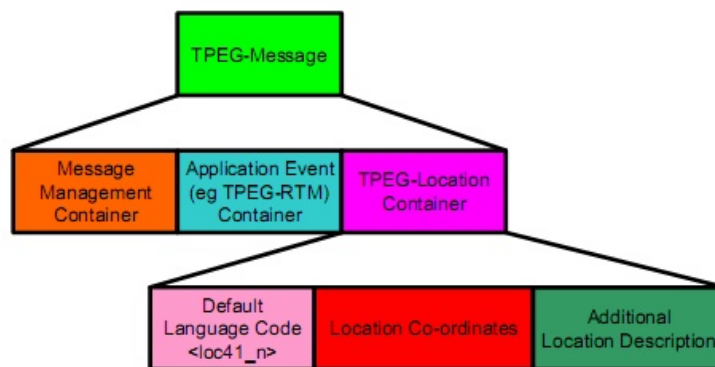 TPEG-Message
Message
Management
Container
Application Event
(eg TPEG-RTM)
Container
TPEG-Location
Container
Default
Language Code
<loc41_n>
Location Co-ordinates
Additional
Location Description